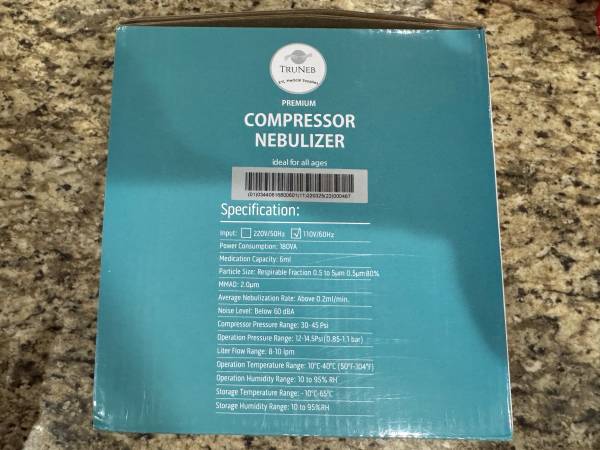 TRUNEB
PREMIUM
COMPRESSOR
NEBULIZER
ideal for all ages
Specification:
Input: 220V/50Hz 110V/60Hz
Power Consumption: 180VA
Medication Capacity: 6ml
Particle Size: Respirable Fraction 0.5 to 5µm 0.5µm:80%
MMAD: 2.0µm
Average Nebulization Rate: Above 0.2ml/min.
Noise Level: Below 60 dBA
Compressor Pressure Range: 30-45 Psi
Operation Pressure Range: 12-14.5Psi(0.85-1.1 bar)
Liter Flow Range: 8-10 lpm
Operation Temperature Range: 10°C-40°C (50°F-104°F)
Operation Humidity Range: 10 to 95% RH
Storage Temperature Range: -10°C-65°C
Storage Humidity Range: 10 to 95%RH